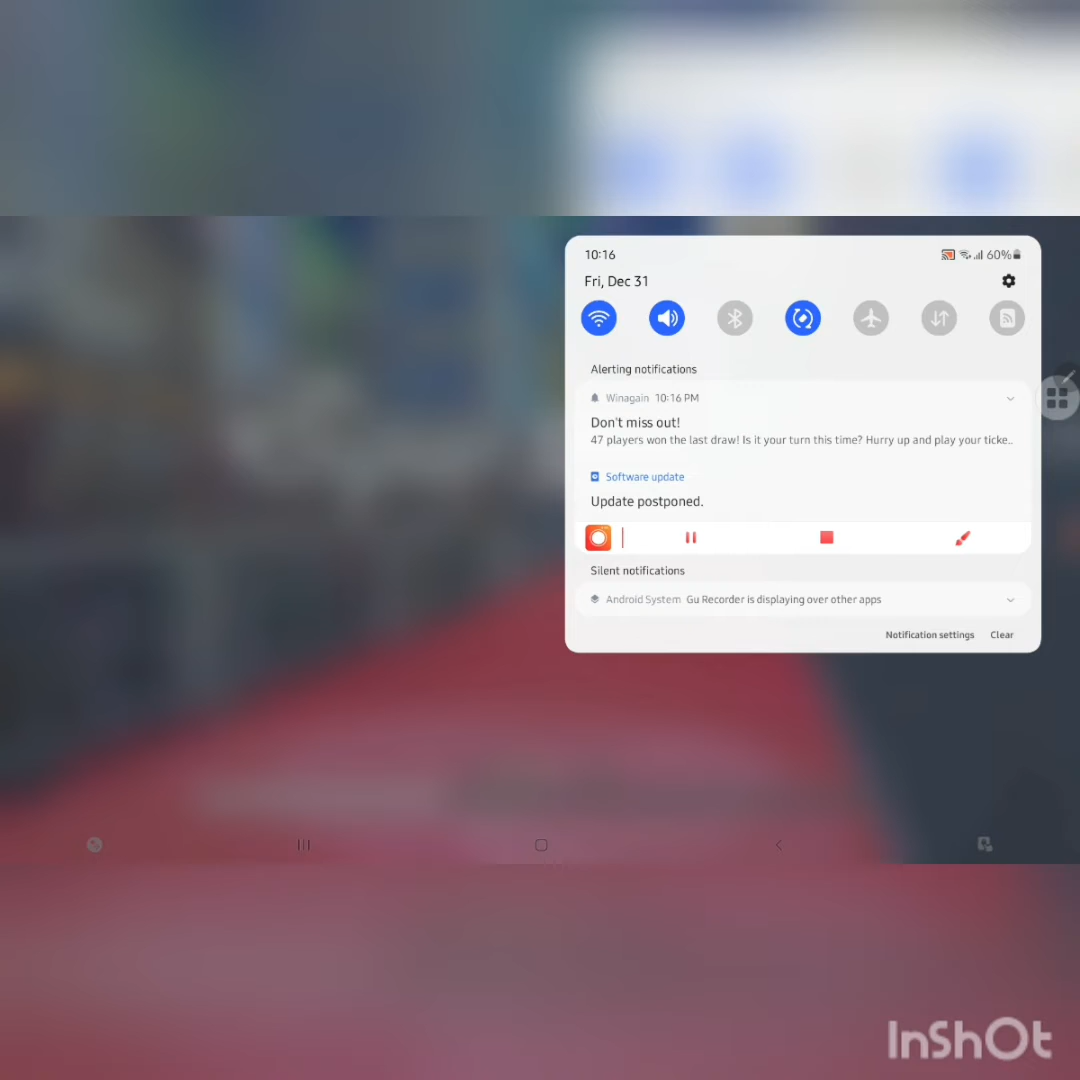 10:16
60%
Fri, Dec 31
Alerting notifications
Winagain 10:16 PM
Don't miss out!
47 players won the last draw! Is it your turn this time? Hurry up and play your ticke..
Software update
Update postponed.
Silent notifications
Android System Gu Recorder is displaying over other apps
Notification settings Clear
InShOt